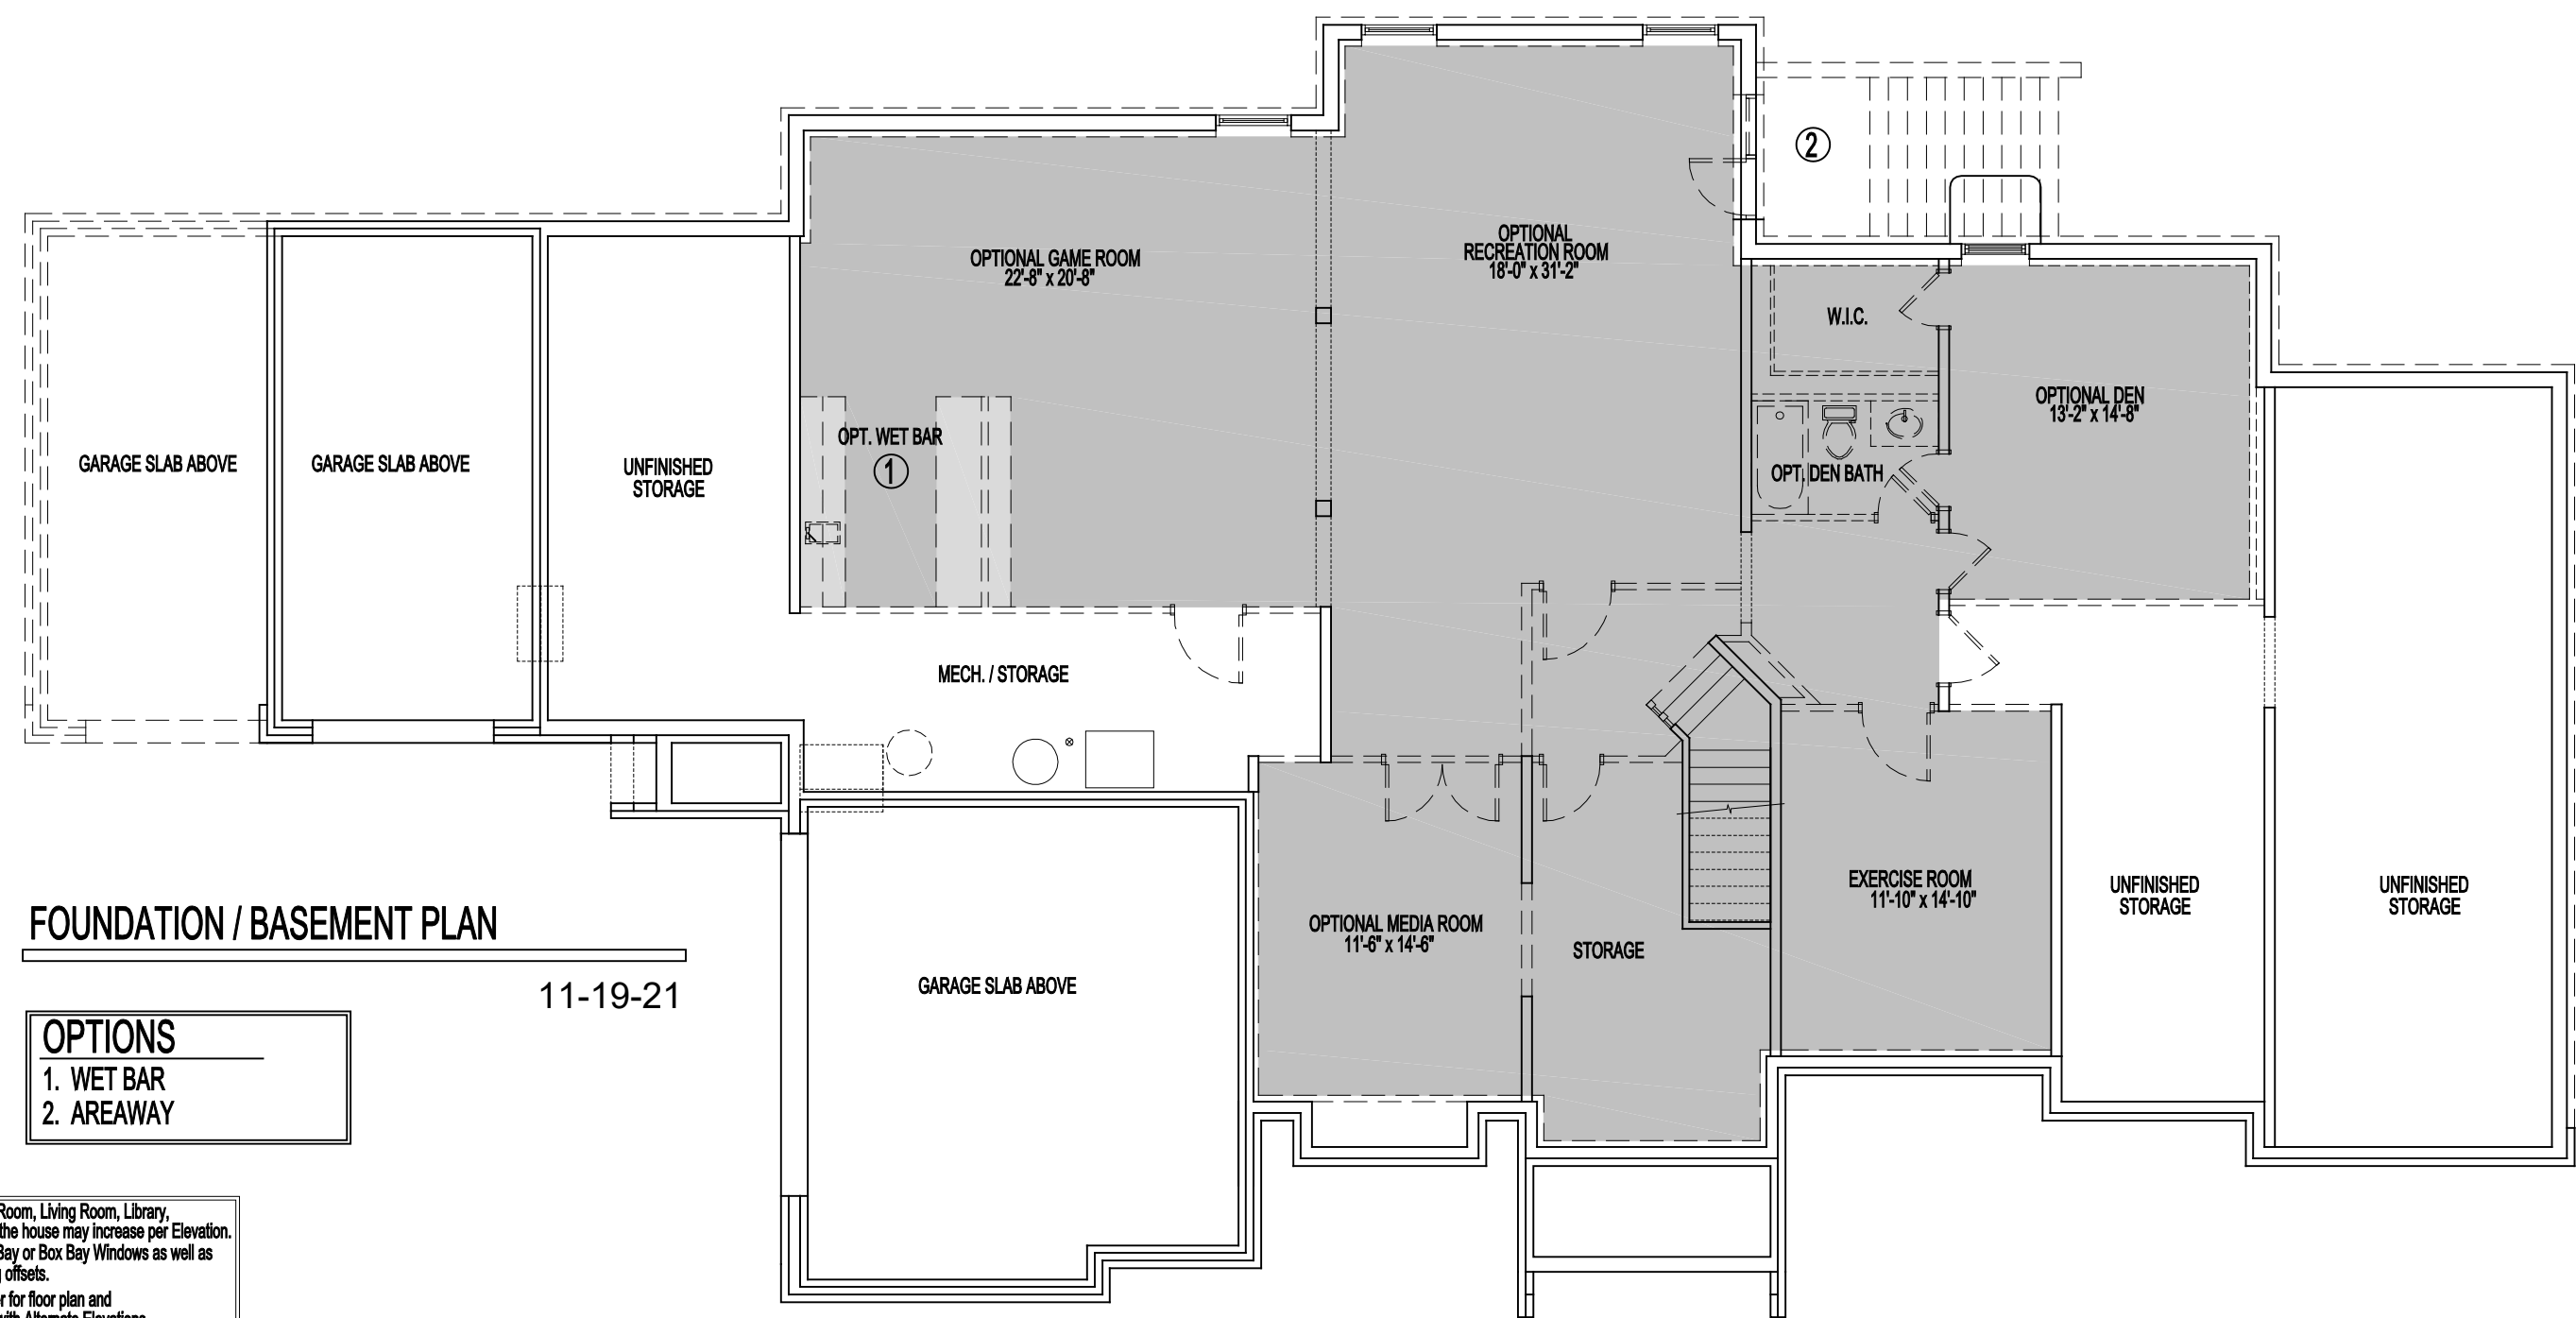 OPTIONAL GAME ROOM
22'-8" x 20'-8"
OPTIONAL
RECREATION ROOM
18'-0" x 31'-2"
2
W.I.C.
OPTIONAL DEN
13'-2" x 14'-8"
GARAGE SLAB ABOVE
GARAGE SLAB ABOVE
UNFINISHED
STORAGE
OPT. WET BAR
1
OPT. DEN BATH
MECH. / STORAGE
EXERCISE ROOM
11'-10" x 14'-10"
UNFINISHED
STORAGE
UNFINISHED
STORAGE
OPTIONAL MEDIA ROOM
11'-6" x 14'-6"
STORAGE
GARAGE SLAB ABOVE
FOUNDATION / BASEMENT PLAN
11-19-21
OPTIONS
1. WET BAR
2. AREAWAY
Room, Living Room, Library,
the house may increase per Elevation.
Bay or Box Bay Windows as well as
offsets.
for floor plan and
with Alternate Elevations